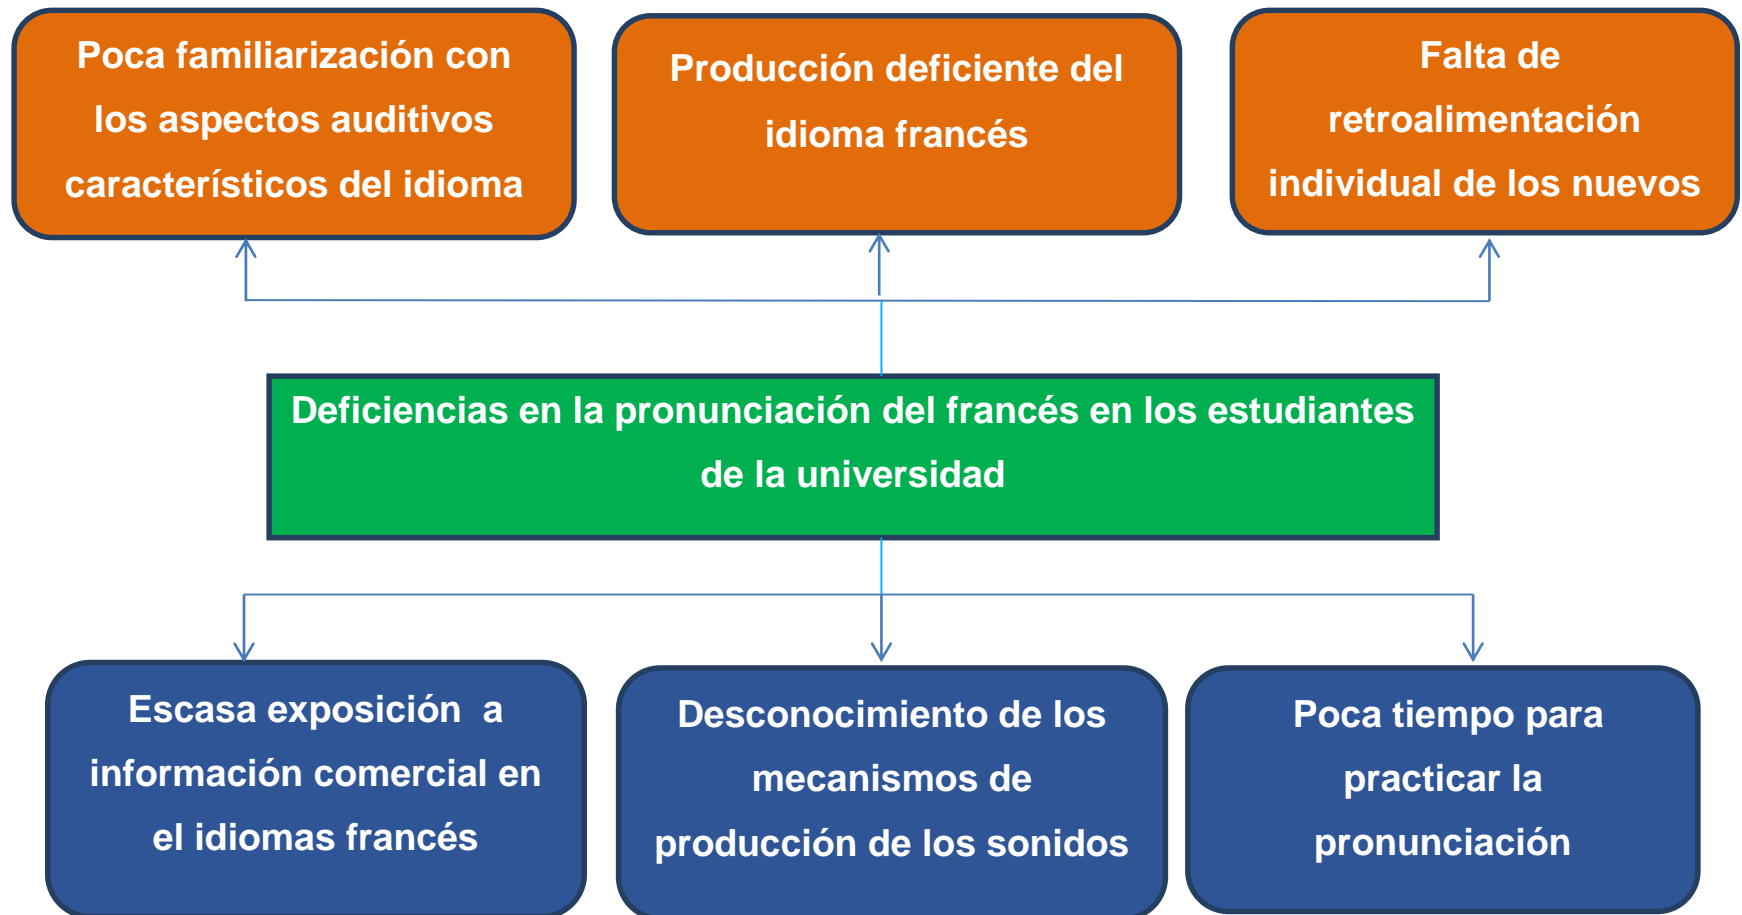 Poca familiarización con
los aspectos auditivos
característicos del idioma
Producción deficiente del
idioma francés
Falta de
retroalimentación
individual de los nuevos
Deficiencias en la pronunciación del francés en los estudiantes
de la universidad
Escasa exposición  a
información comercial en
el idiomas francés
Desconocimiento de los
mecanismos de
producción de los sonidos
Poca tiempo para
practicar la
pronunciación